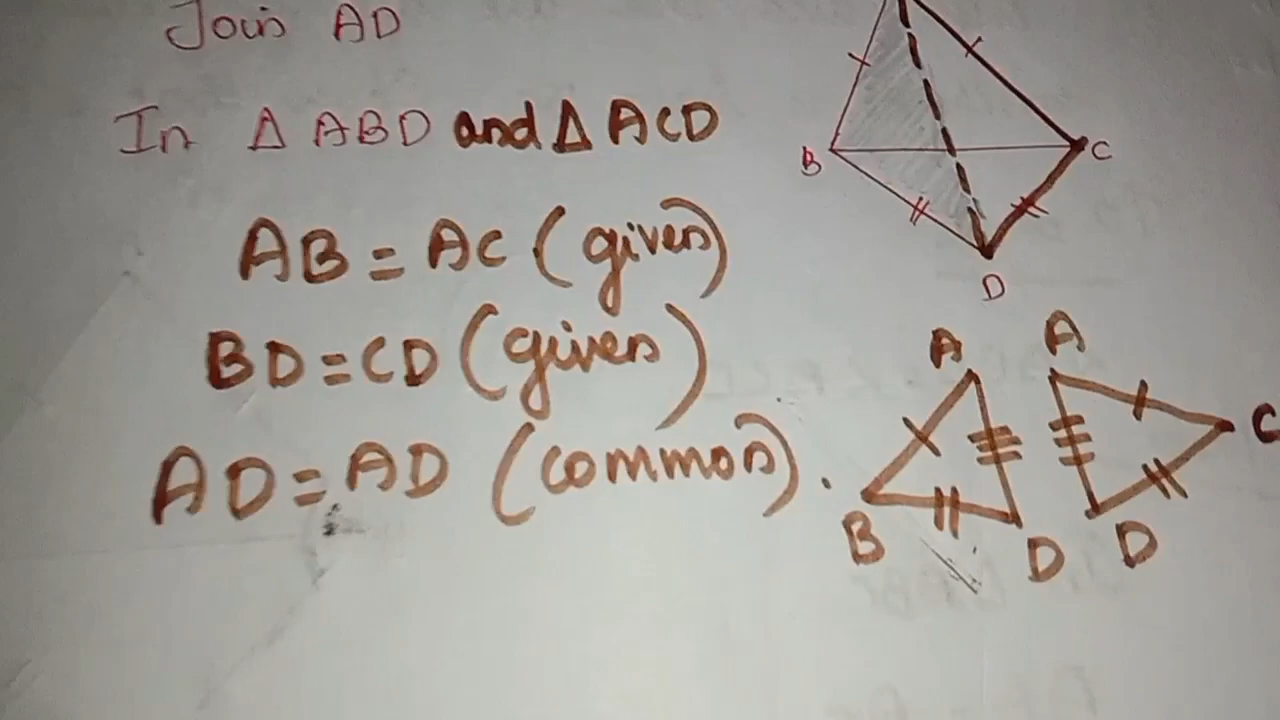 Join AD
In Δ ABD and Δ ACD
AB = AC (given)
BD = CD (given)
AD = AD (common).
B
C
D
A
B
D
A
C
D